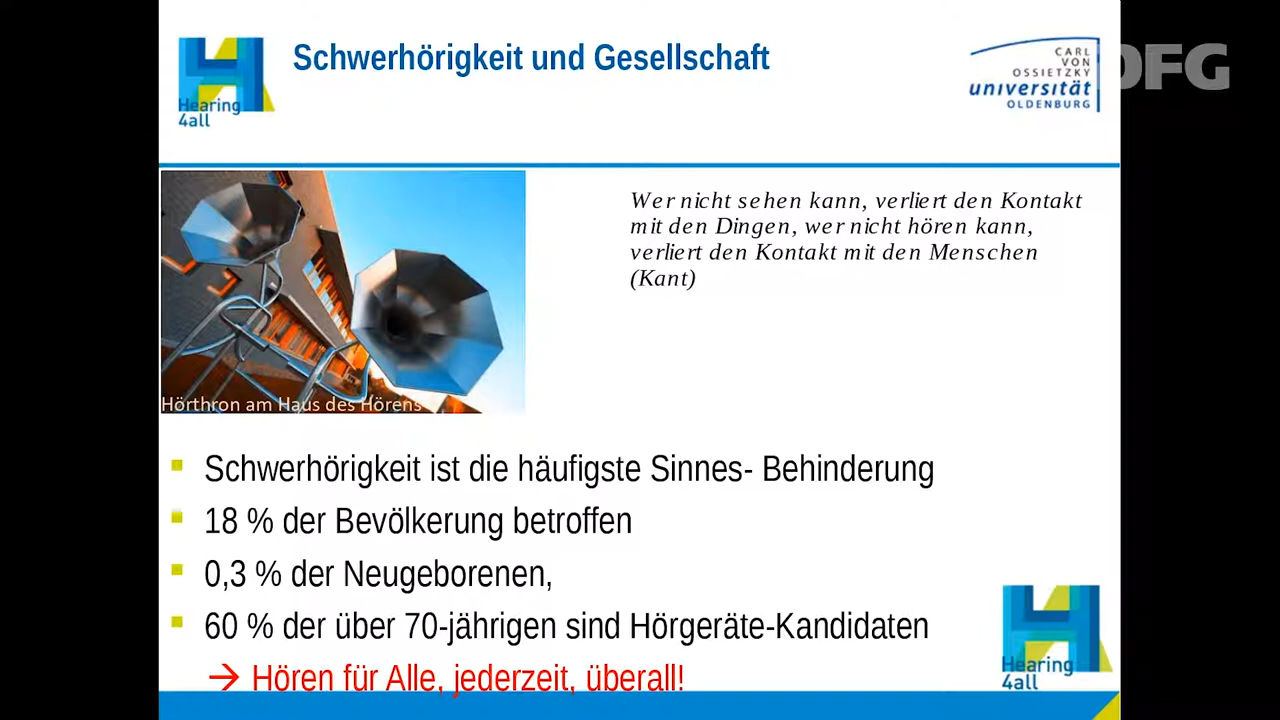 Schwerhörigkeit und Gesellschaft
Hearing
4all
CARL
VON
OSSIETZKY
universität
OLDENBURG
DFG
Wer nicht sehen kann, verliert den Kontakt
mit den Dingen, wer nicht hören kann,
verliert den Kontakt mit den Menschen
(Kant)
Hörthron am Haus des Hörens
Schwerhörigkeit ist die häufigste Sinnes- Behinderung
18 % der Bevölkerung betroffen
0,3 % der Neugeborenen,
60 % der über 70-jährigen sind Hörgeräte-Kandidaten
→ Hören für Alle, jederzeit, überall!
Hearing
4all